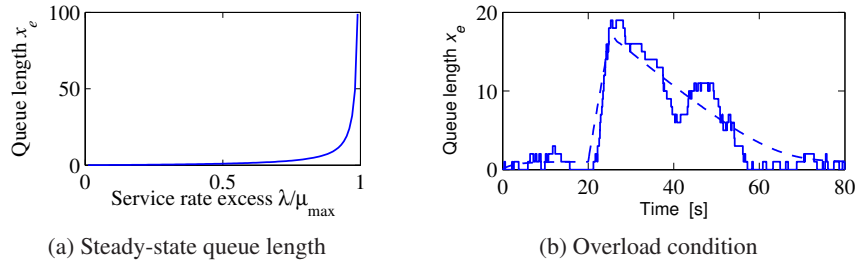 100
50
0
0
0.5
1
Queue length x_e
Service rate excess λ/μ_max
(a) Steady-state queue length
20
10
0
0
20
40
60
80
Queue length x_e
Time [s]
(b) Overload condition